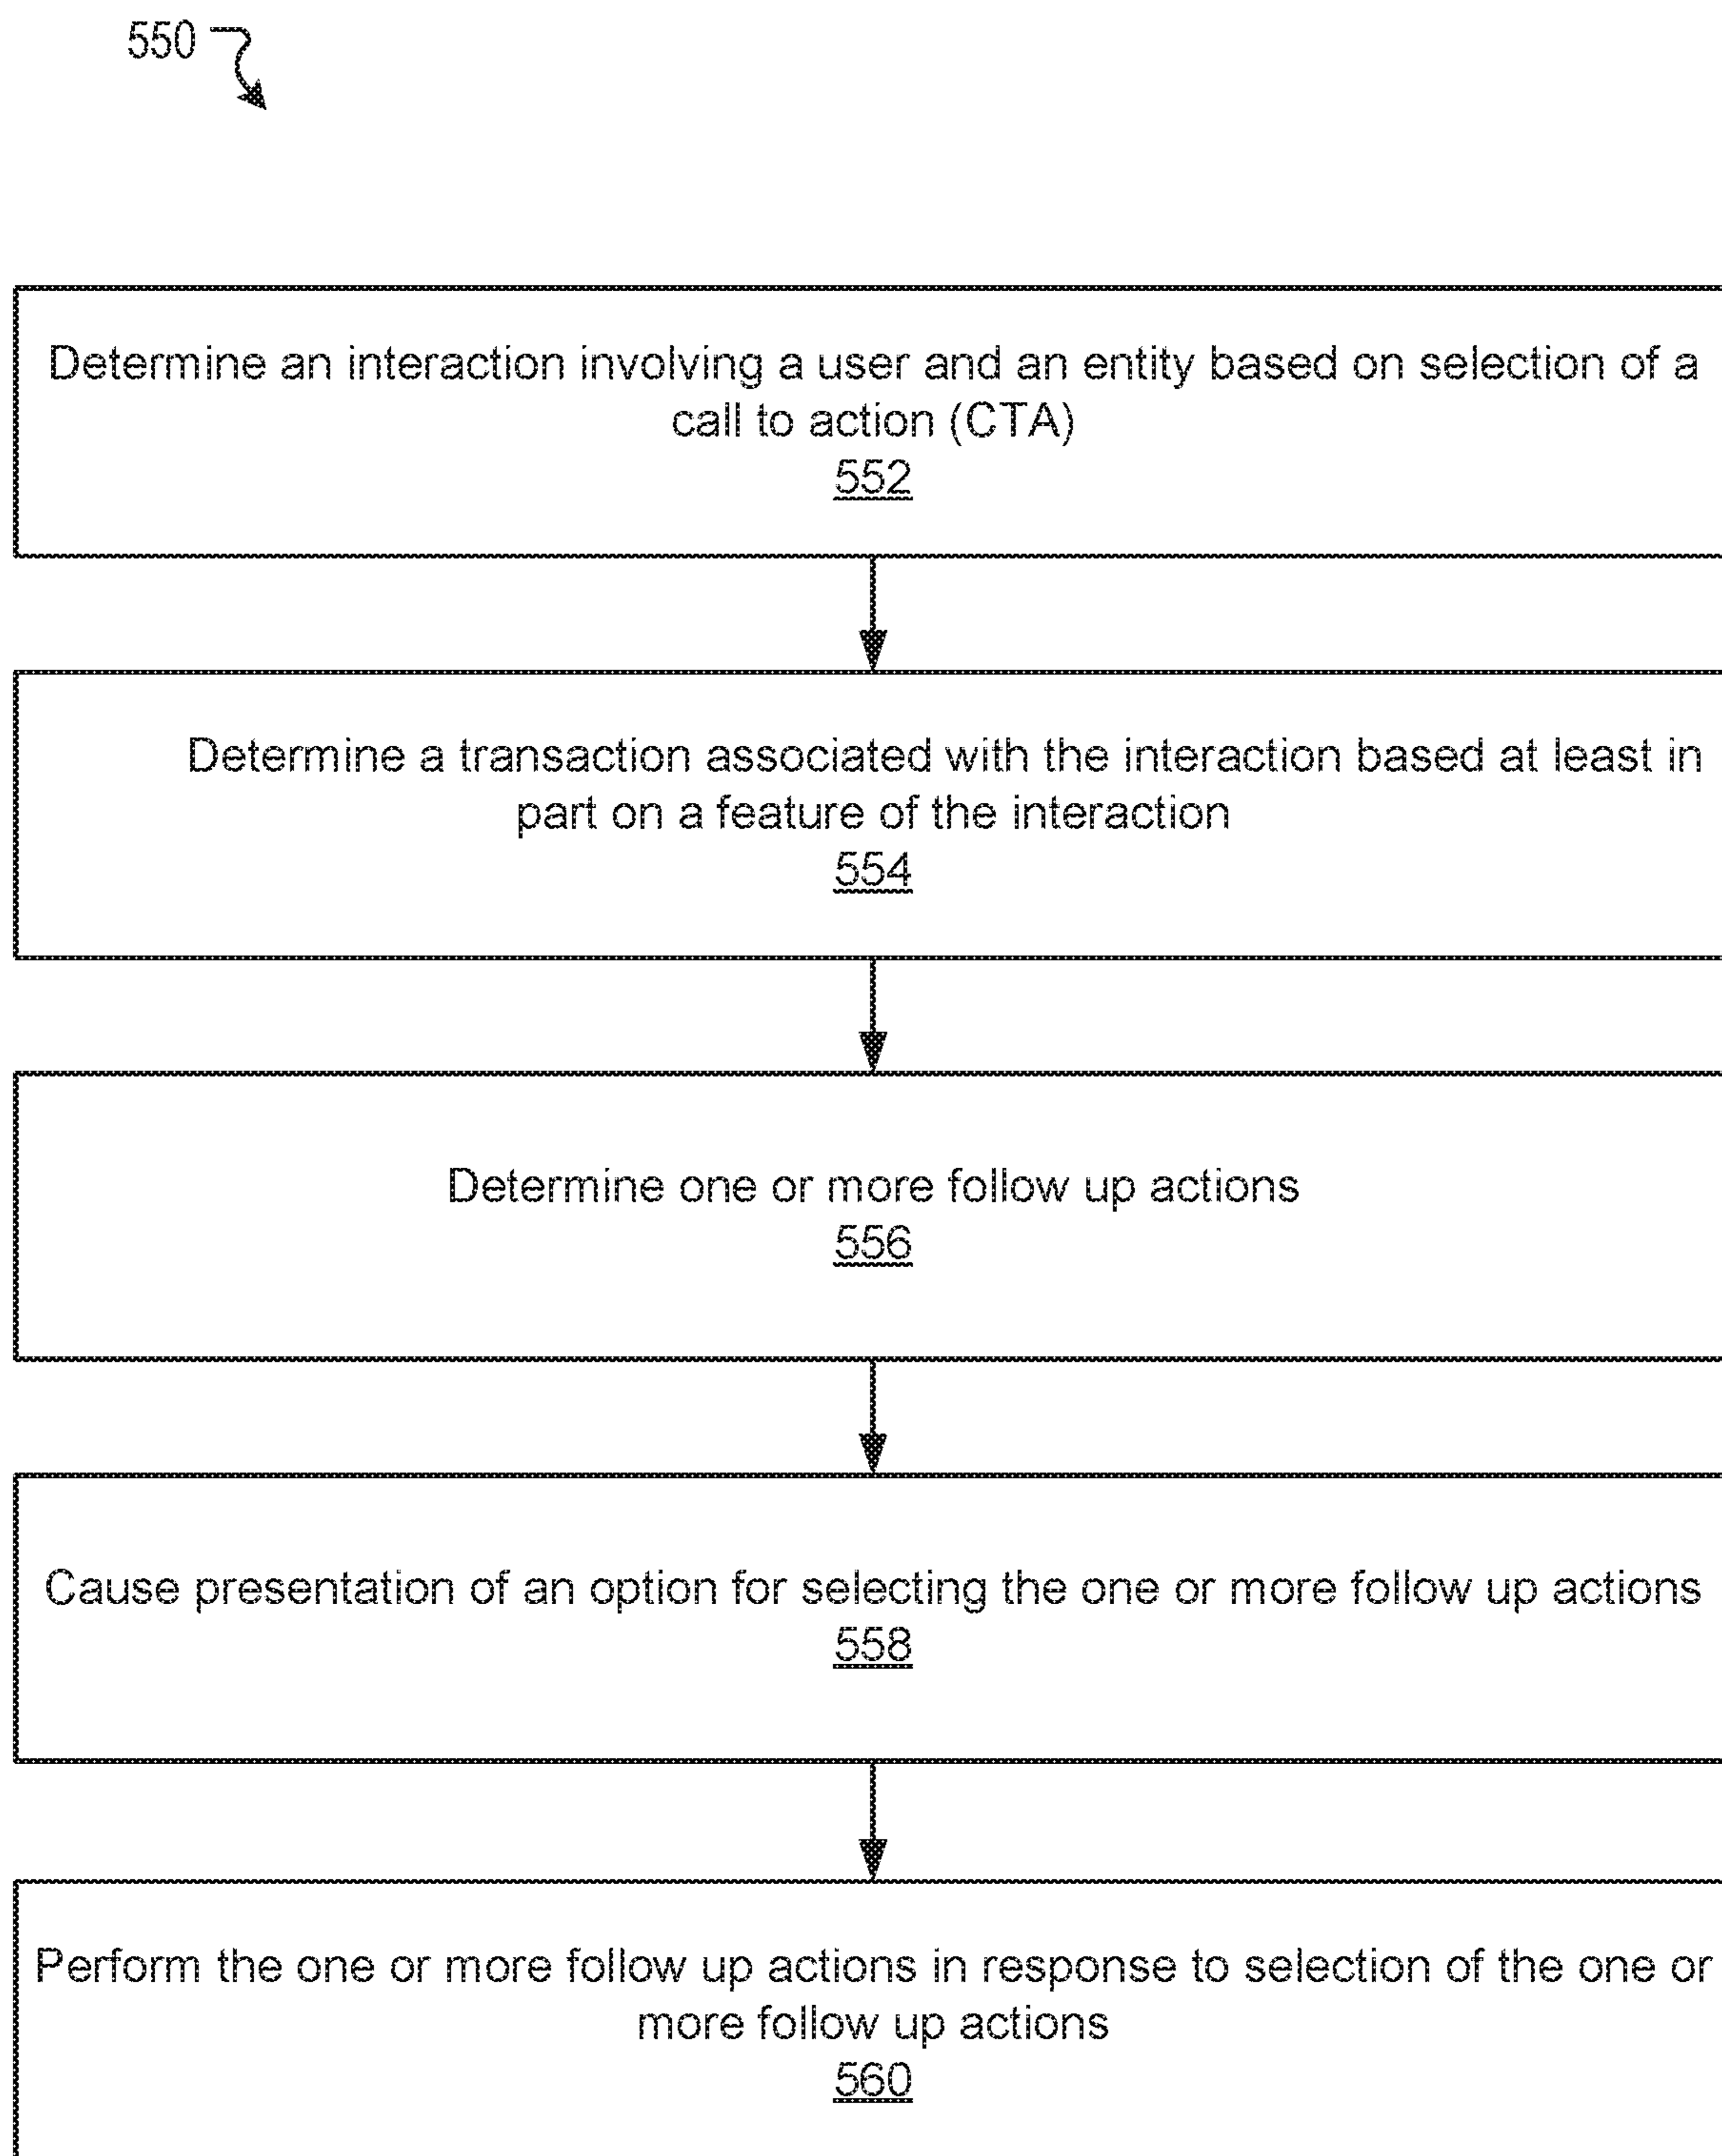 550
Determine an interaction involving a user and an entity based on selection of a
call to action (CTA)
552
Determine a transaction associated with the interaction based at least in
part on a feature of the interaction
554
Determine one or more follow up actions
556
Cause presentation of an option for selecting the one or more follow up actions
558
Perform the one or more follow up actions in response to selection of the one or
more follow up actions
560